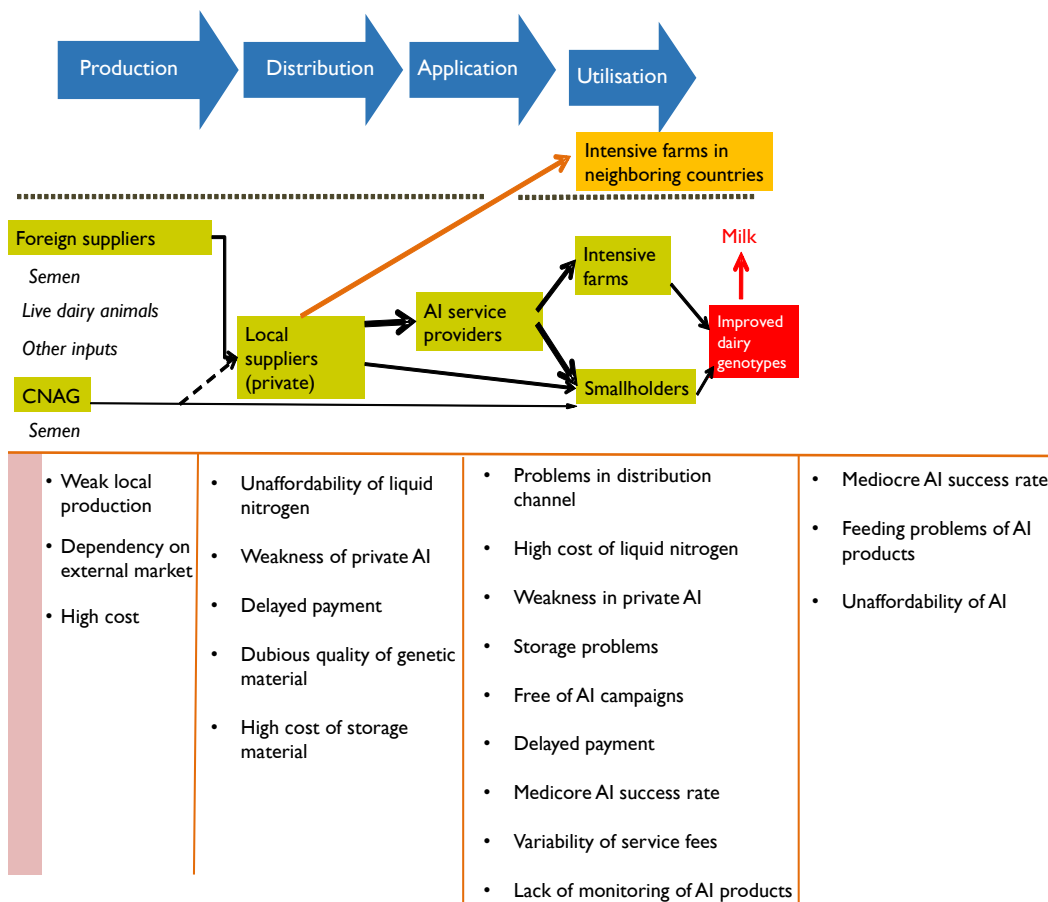 Production
Distribution
Application
Utilisation
Intensive farms in
neighboring countries
Foreign suppliers
Semen
Live dairy animals
Other inputs
CNAG
Semen
Local
suppliers
(private)
AI service
providers
Intensive
farms
Smallholders
Milk
Improved
dairy
genotypes
• Weak local
production
• Dependency on
external market
• High cost
• Unaffordability of liquid
nitrogen
• Weakness of private AI
• Delayed payment
• Dubious quality of genetic
material
• High cost of storage
material
• Problems in distribution
channel
• High cost of liquid nitrogen
• Weakness in private AI
• Storage problems
• Free of AI campaigns
• Delayed payment
• Medicore AI success rate
• Variability of service fees
• Lack of monitoring of AI products
• Mediocre AI success rate
• Feeding problems of AI
products
• Unaffordability of AI